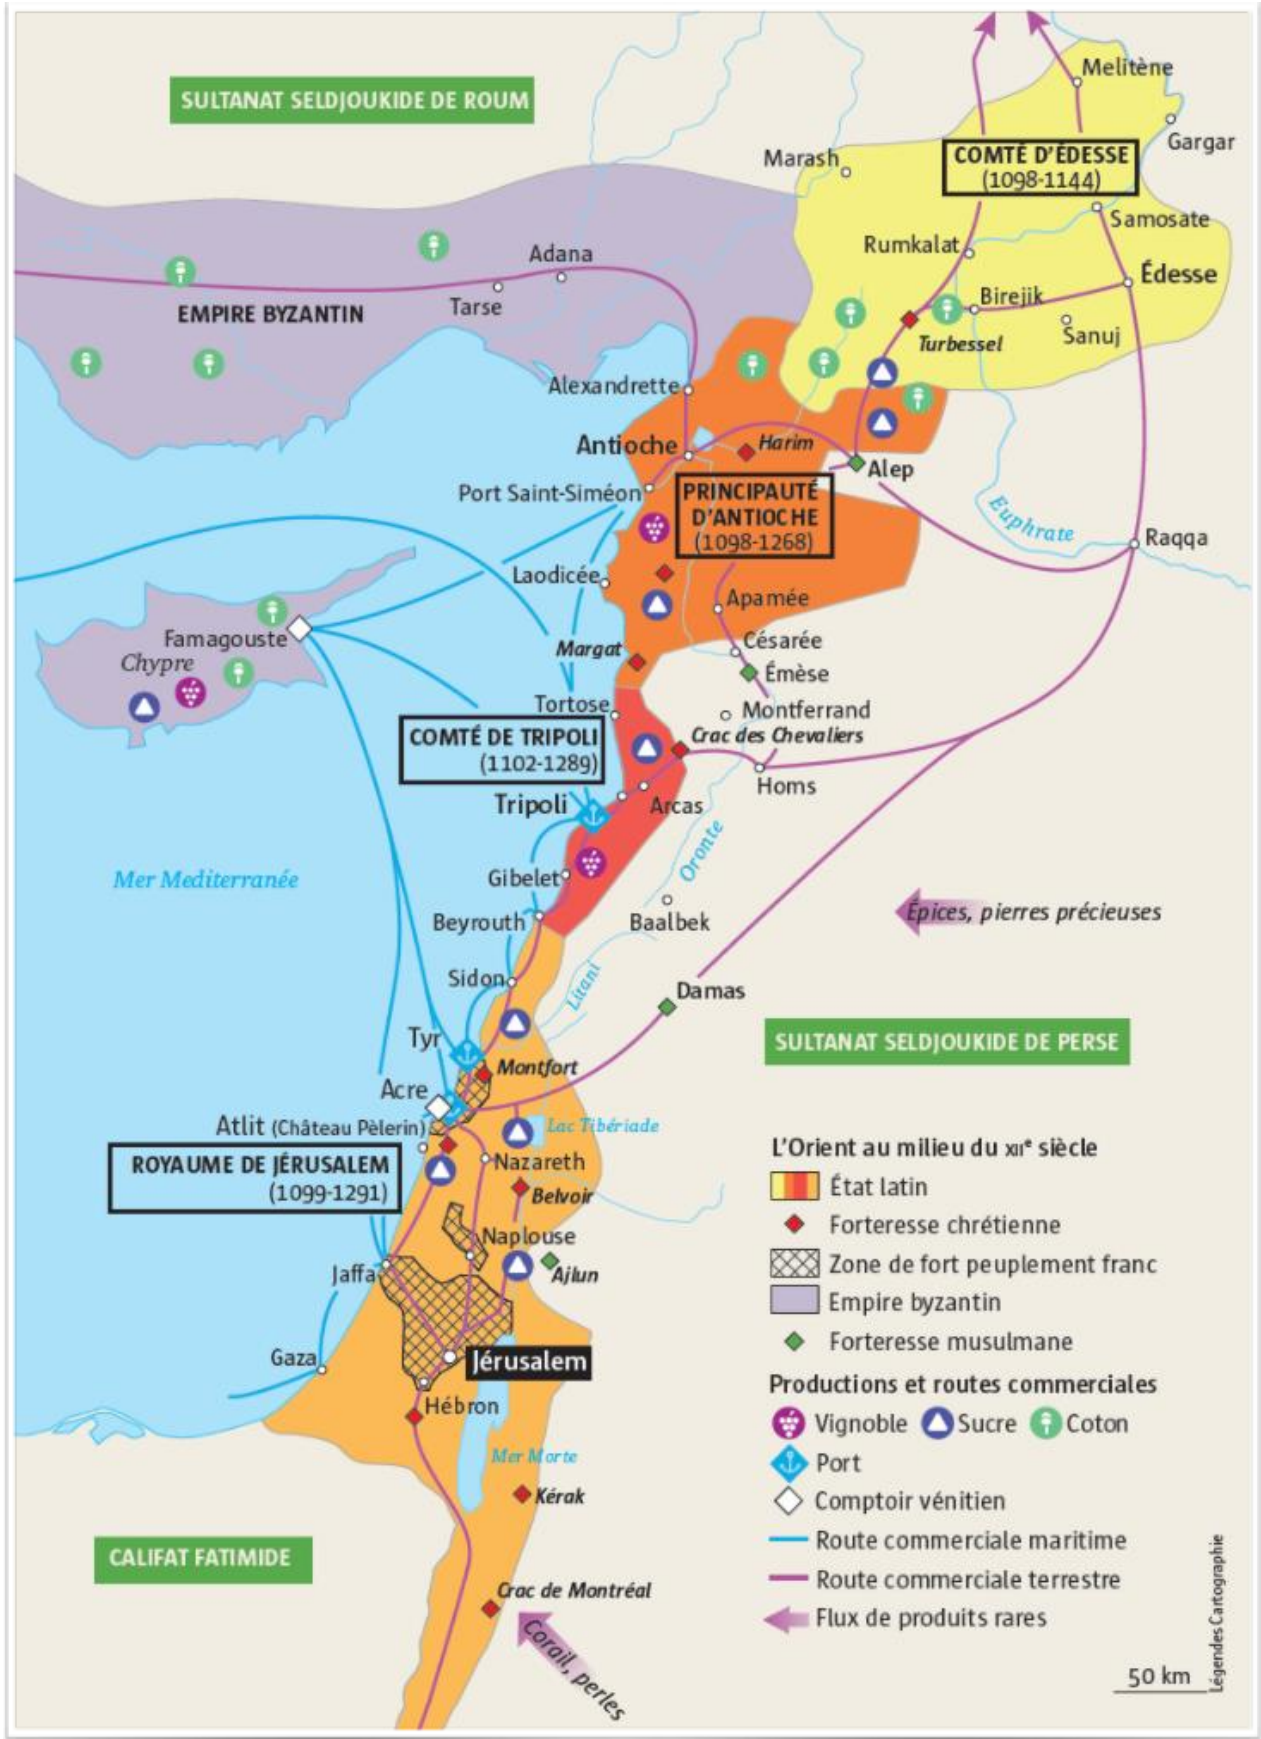 Melitène
SULTANAT SELDJOUKIDE DE ROUM
Gargar
Marash
COMTÉ D'ÉDESSE
(1098-1144)
Samosate
Rumkalat
Adana
Édesse
Birejik
Tarse
EMPIRE BYZANTIN
Sanuj
Turbessel
Alexandrette
Antioche
Harim
Alep
Port Saint-Siméon
PRINCIPAUTÉ
D'ANTIOCHE
(1098-1268)
Euphrate
Raqqa
Laodicée
Apamée
Famagouste
Césarée
Margat
Chypre
Émèse
Tortose
Montferrand
COMTÉ DE TRIPOLI
(1102-1289)
Crac des Chevaliers
Homs
Tripoli
Arcas
Oronte
Mer Mediterranée
Gibelet
Épices, pierres précieuses
Beyrouth
Baalbek
Sidon
Litani
Damas
Tyr
SULTANAT SELDJOUKIDE DE PERSE
Montfort
Acre
Atlit (Château Pèlerin)
Lac Tibériade
L'Orient au milieu du XIIe siècle
ROYAUME DE JÉRUSALEM
(1099-1291)
Nazareth
État latin
Belvoir
Forteresse chrétienne
Naplouse
Zone de fort peuplement franc
Jaffa
Ajlun
Empire byzantin
Forteresse musulmane
Gaza
Jérusalem
Productions et routes commerciales
Hébron
Vignoble Sucre Coton
Mer Morte
Port
Kérak
Comptoir vénitien
Route commerciale maritime
CALIFAT FATIMIDE
Route commerciale terrestre
Crac de Montréal
Flux de produits rares
Corail, perles
50 km
Légendes Cartographie